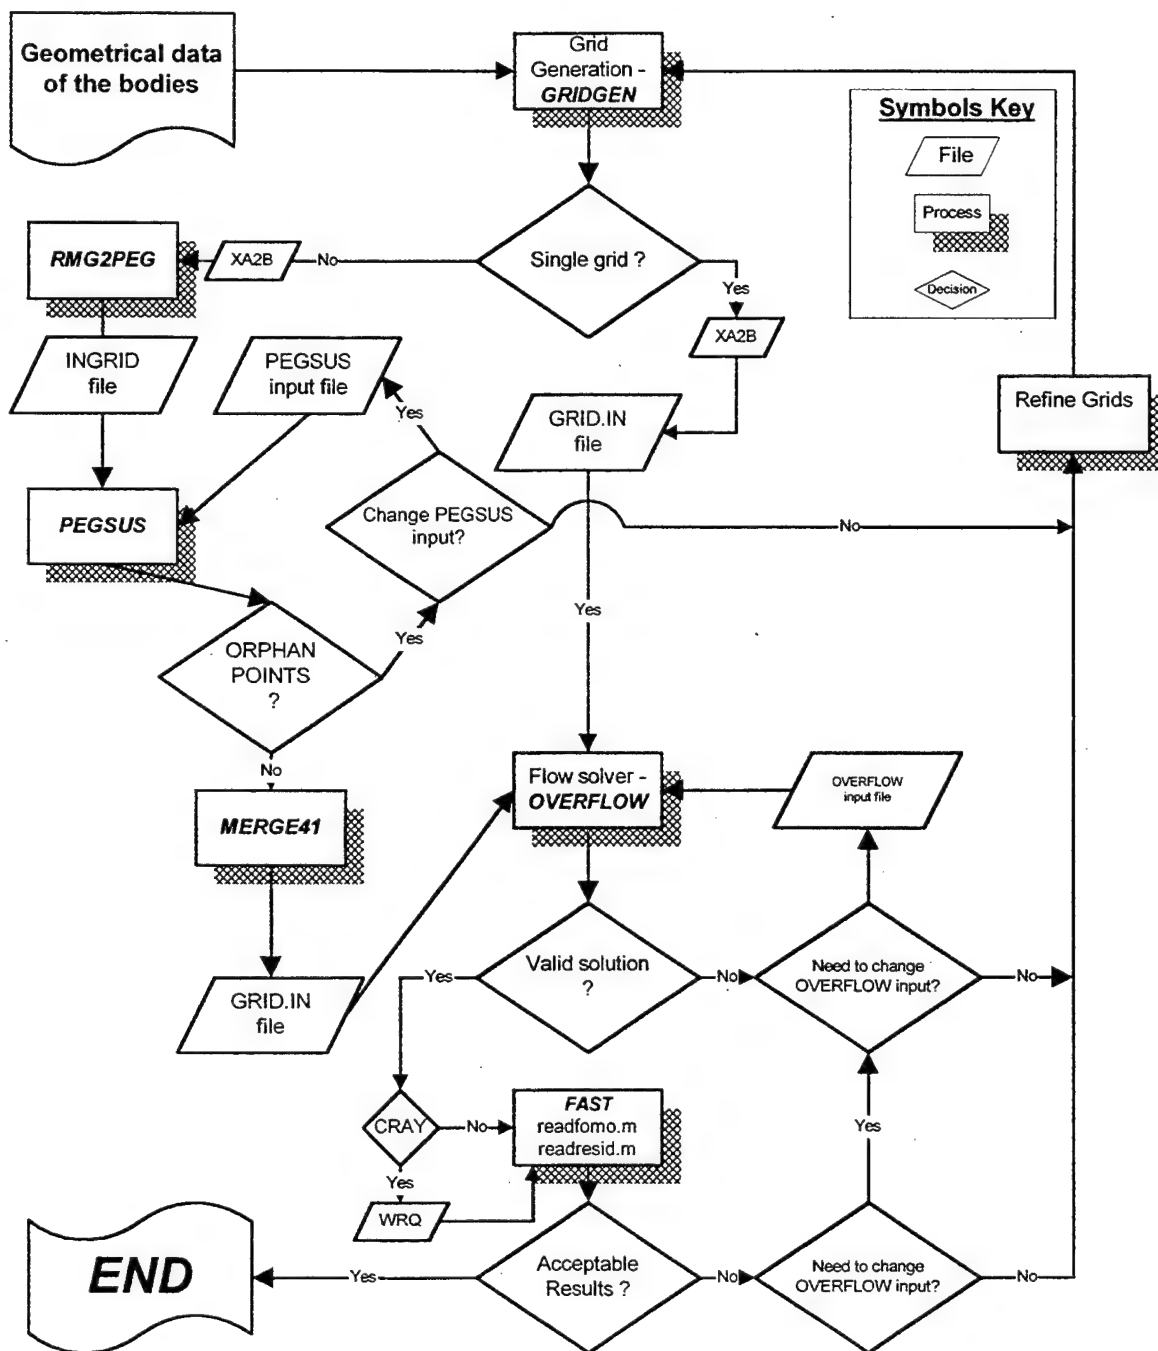 Geometrical data
of the bodies
Grid
Generation -
GRIDGEN
Symbols Key
File
Process
Decision
RMG2PEG
XA2B
No
Single grid ?
Yes
XA2B
INGRID
file
PEGSUS
input file
Yes
GRID.IN
file
Refine Grids
PEGSUS
Change PEGSUS
input?
No
Yes
ORPHAN
POINTS
?
Yes
No
MERGE41
Flow solver -
OVERFLOW
OVERFLOW
input file
GRID.IN
file
Yes
Valid solution
?
No
Need to change
OVERFLOW input?
No
CRAY
No
FAST
readfomo.m
readresid.m
Yes
Yes
WRQ
END
Yes
Acceptable
Results ?
No
Need to change
OVERFLOW input?
No